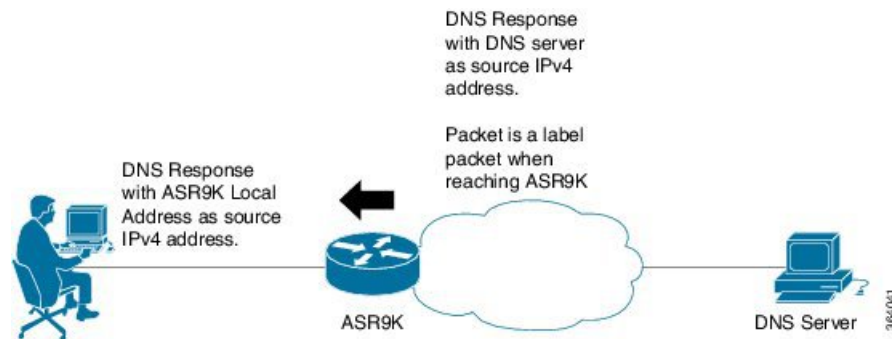 DNS Response
with DNS server
as source IPv4
address.
Packet is a label
packet when
reaching ASR9K
DNS Response
with ASR9K Local
Address as source
IPv4 address.
ASR9K
DNS Server
366061